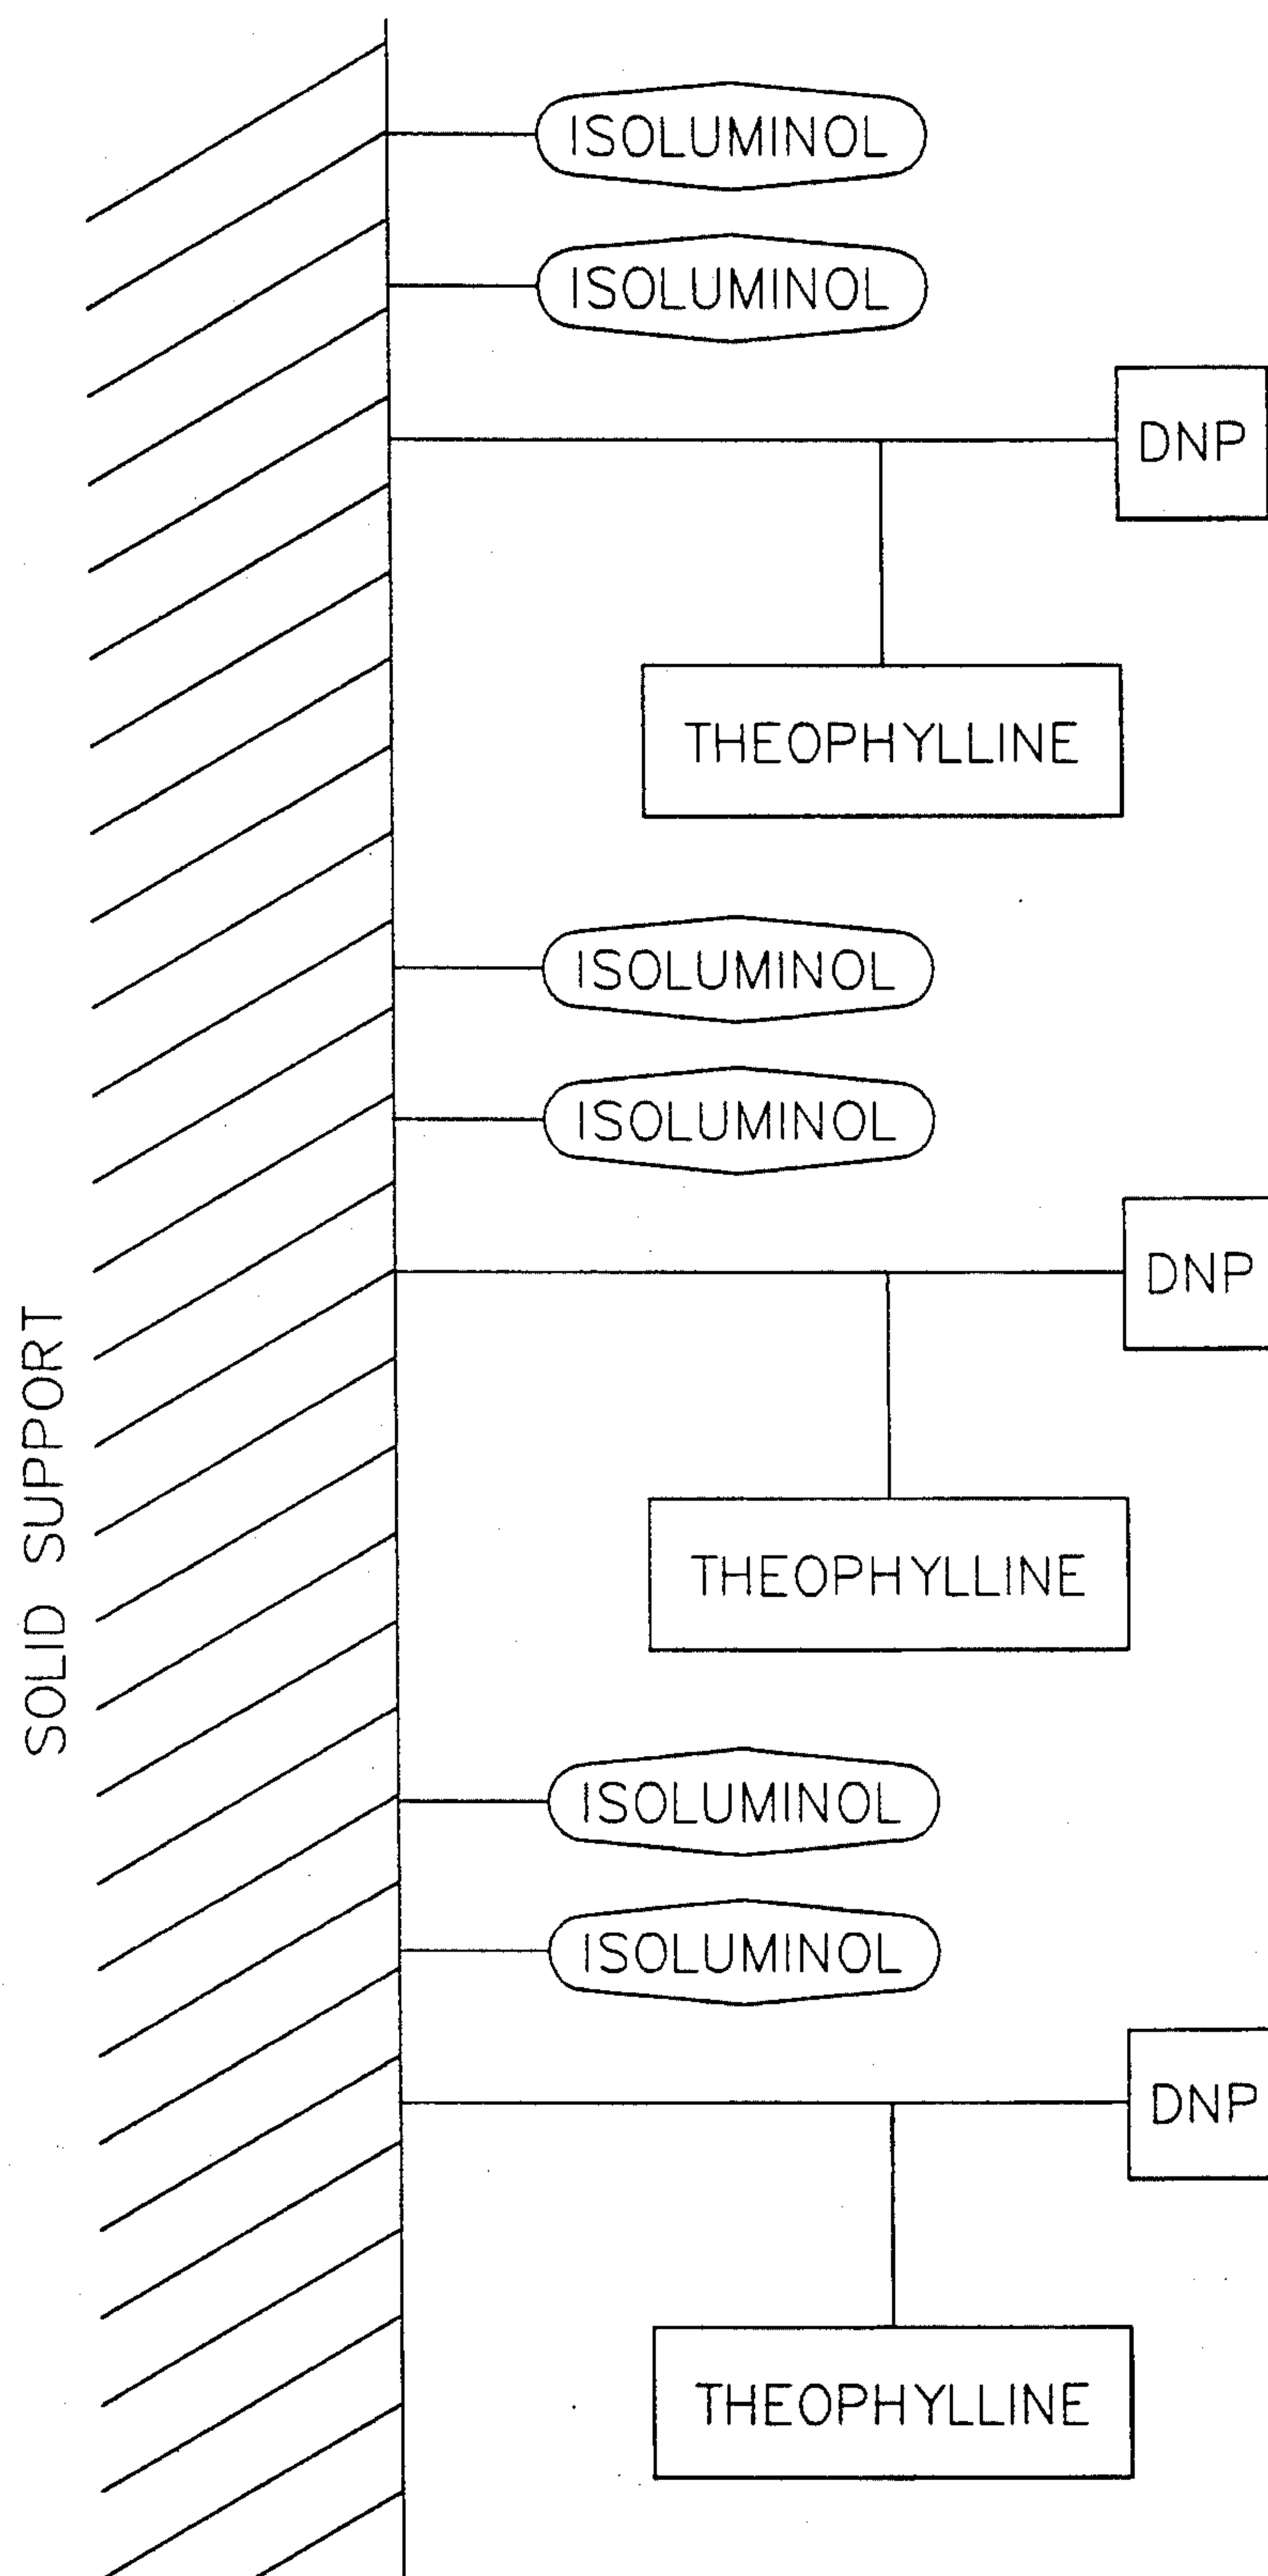 ISOLUMINOL
ISOLUMINOL
DNP
THEOPHYLLINE
ISOLUMINOL
ISOLUMINOL
DNP
SOLID SUPPORT
THEOPHYLLINE
ISOLUMINOL
ISOLUMINOL
DNP
THEOPHYLLINE